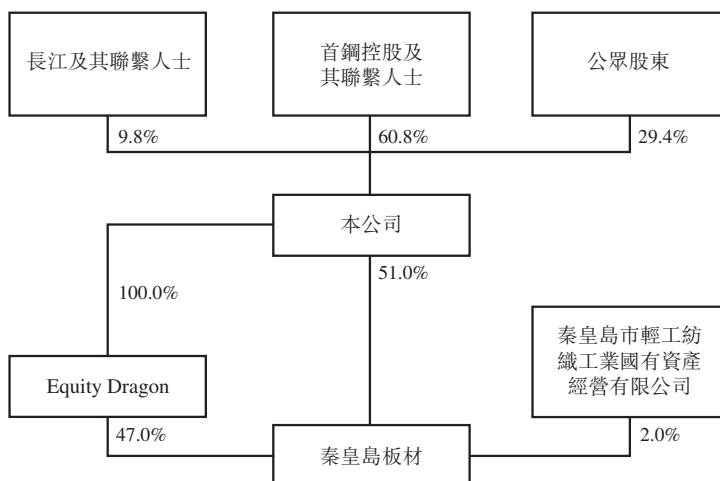 長江及其聯繫人士
首鋼控股及
其聯繫人士
公眾股東
9.8%
60.8%
29.4%
本公司
100.0%
51.0%
Equity Dragon
秦皇島市輕工紡
織工業國有資產
經營有限公司
47.0%
2.0%
秦皇島板材